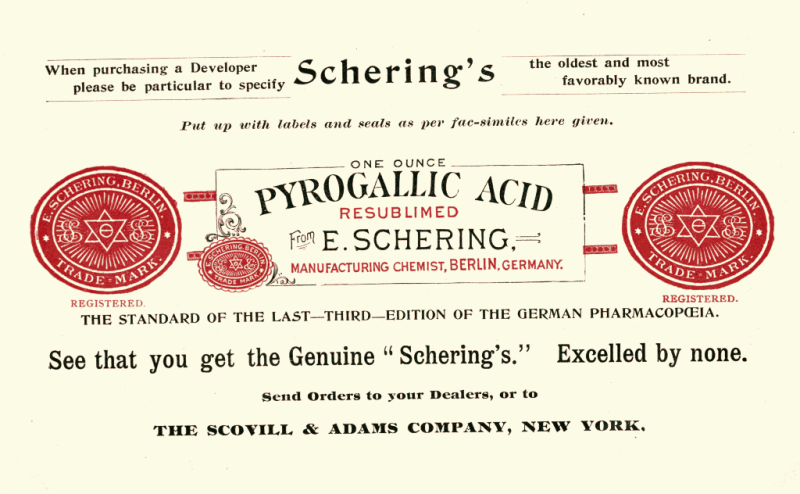 When purchasing a Developer
please be particular to specify
Schering's
the oldest and most
favorably known brand.
Put up with labels and seals as per fac-similes here given.
E. SCHERING, BERLIN.
TRADE-MARK.
REGISTERED.
ONE OUNCE
PYROGALLIC ACID
RESUBLIMED
From E. SCHERING,
MANUFACTURING CHEMIST, BERLIN, GERMANY.
E. SCHERING, BERLIN
TRADE MARK
E. SCHERING, BERLIN.
TRADE-MARK.
REGISTERED.
THE STANDARD OF THE LAST—THIRD—EDITION OF THE GERMAN PHARMACOPŒIA.
See that you get the Genuine "Schering's." Excelled by none.
Send Orders to your Dealers, or to
THE SCOVILL & ADAMS COMPANY, NEW YORK.